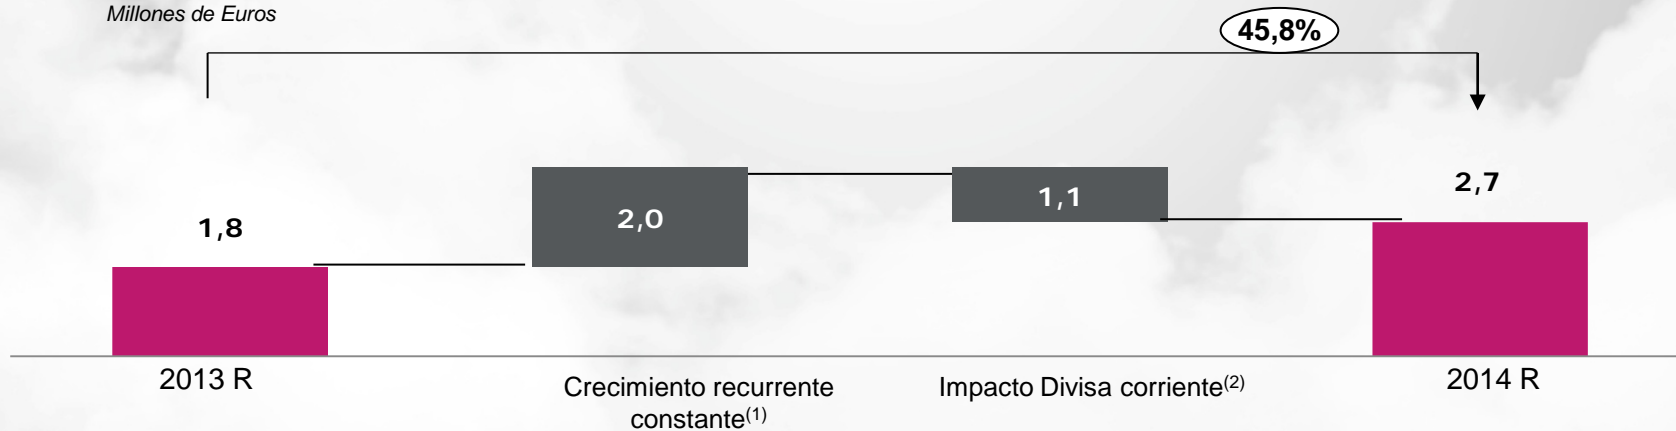 Millones de Euros
45,8%
1,8
2,0
1,1
2,7
2013 R
Crecimiento recurrente
constante(1)
Impacto Divisa corriente(2)
2014 R